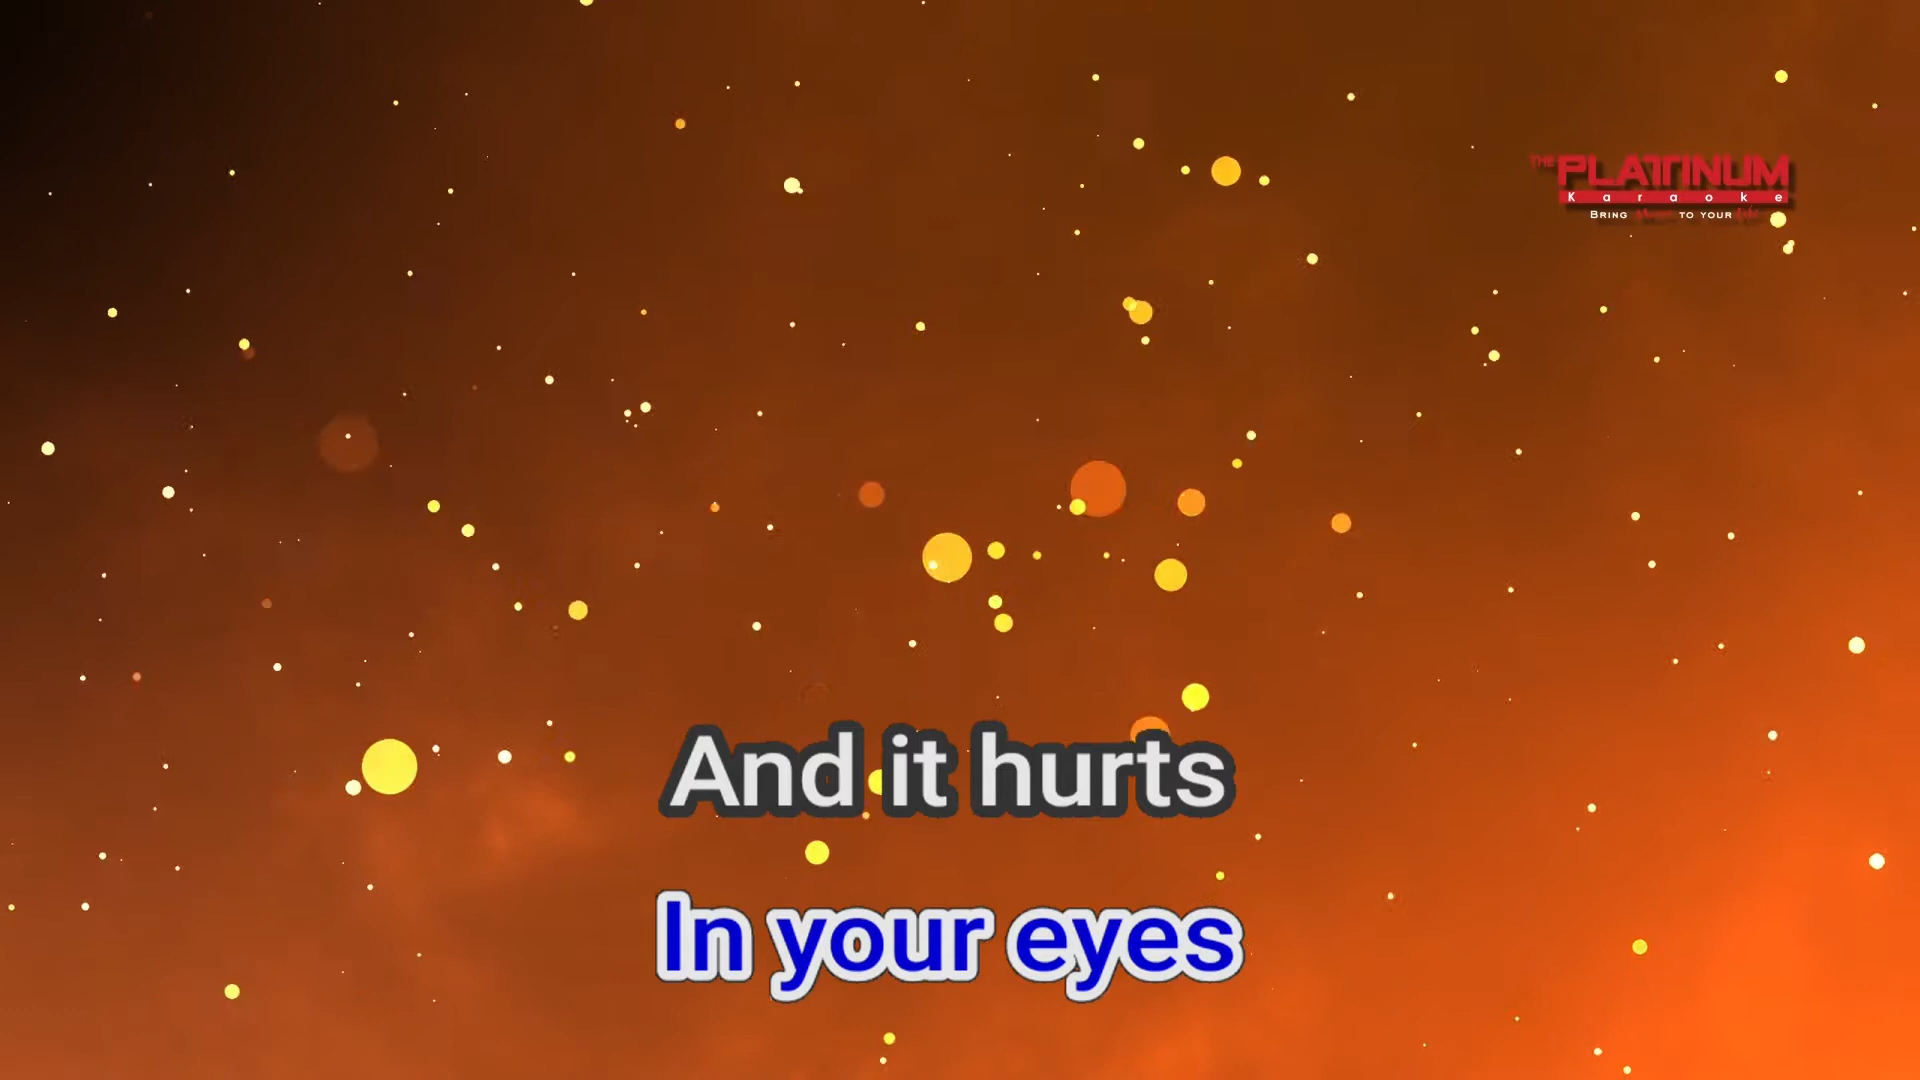 THE PLATINUM
Karaoke
BRING TO YOUR
And it hurts
In your eyes